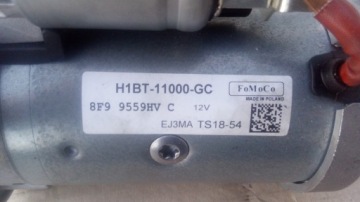 H1BT-11000-GC
FoMoCo
MADE IN POLAND
8F9 9559HV C 12V
EJ3MA TS18-54